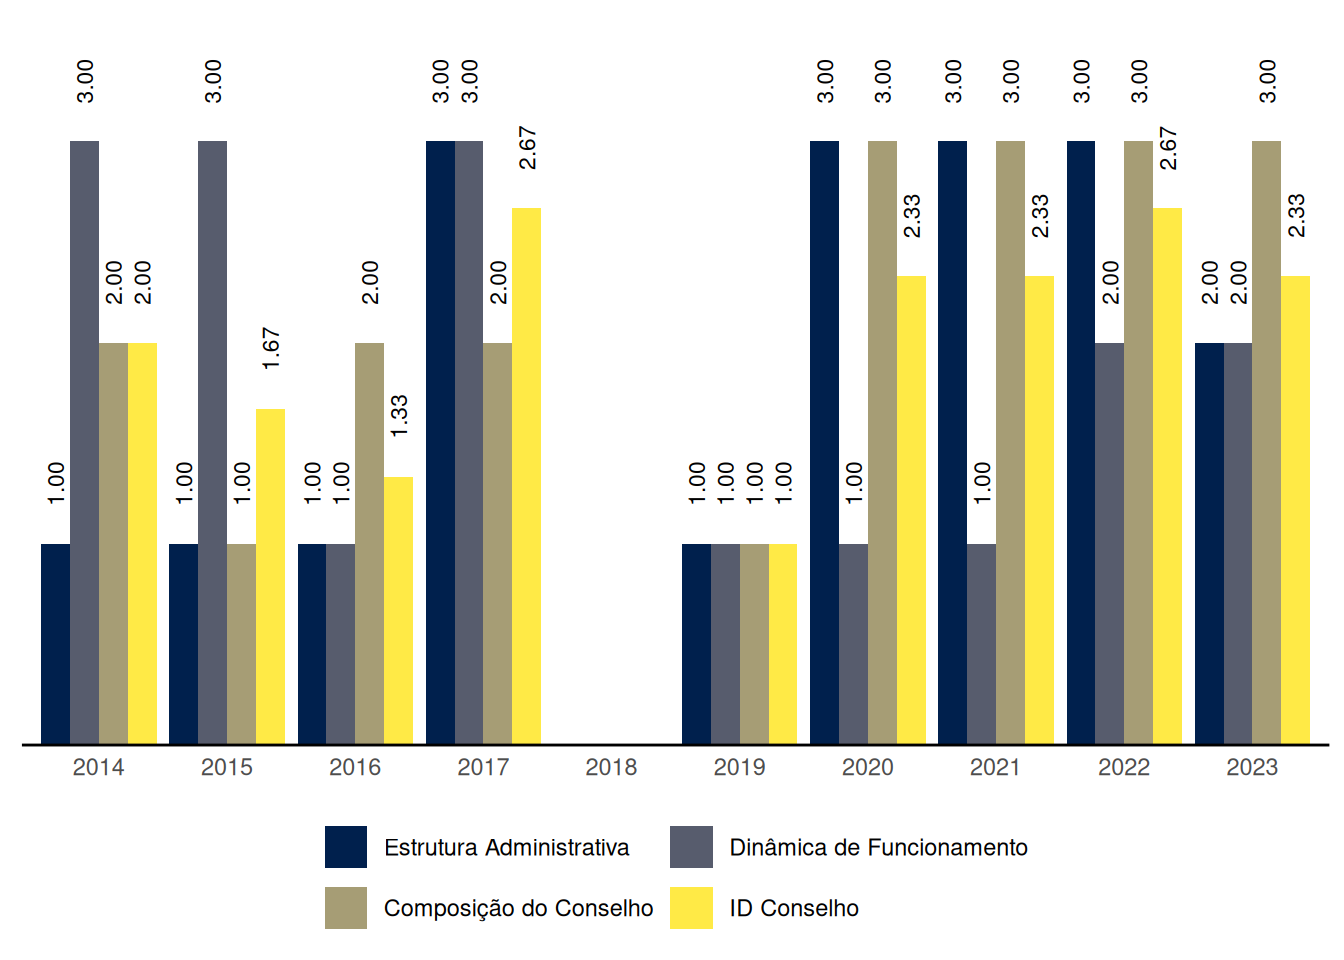 3.00 3.00 3.00 3.00 3.00 3.00 3.00 3.00 3.00 3.00 3.00
2.67 2.67
2.33 2.33 2.33
2.00 2.00 2.00 2.00 2.00 2.00 2.00
1.67
1.33
1.00 1.00 1.00 1.00 1.00 1.00 1.00 1.00 1.00 1.00 1.00
2014 2015 2016 2017 2018 2019 2020 2021 2022 2023
Estrutura Administrativa Dinâmica de Funcionamento
Composição do Conselho ID Conselho